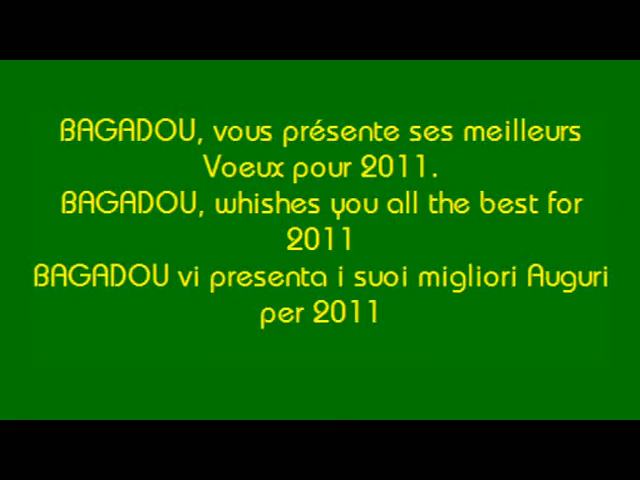 BAGADOU, vous présente ses meilleurs
Voeux pour 2011.
BAGADOU, whishes you all the best for
2011
BAGADOU vi presenta i suoi migliori Auguri
per 2011